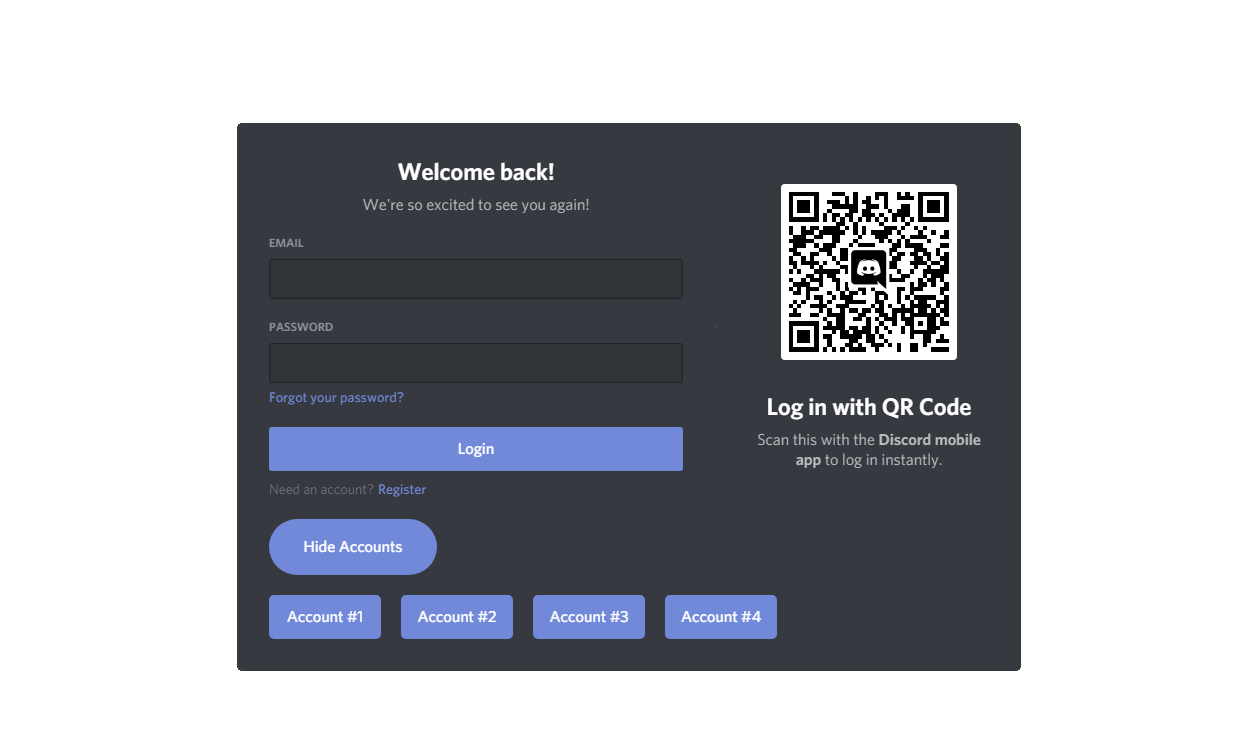 Welcome back!
We're so excited to see you again!
EMAIL
PASSWORD
Forgot your password?
Login
Need an account? Register
Hide Accounts
Account #1
Account #2
Account #3
Account #4
Log in with QR Code
Scan this with the Discord mobile
app to log in instantly.